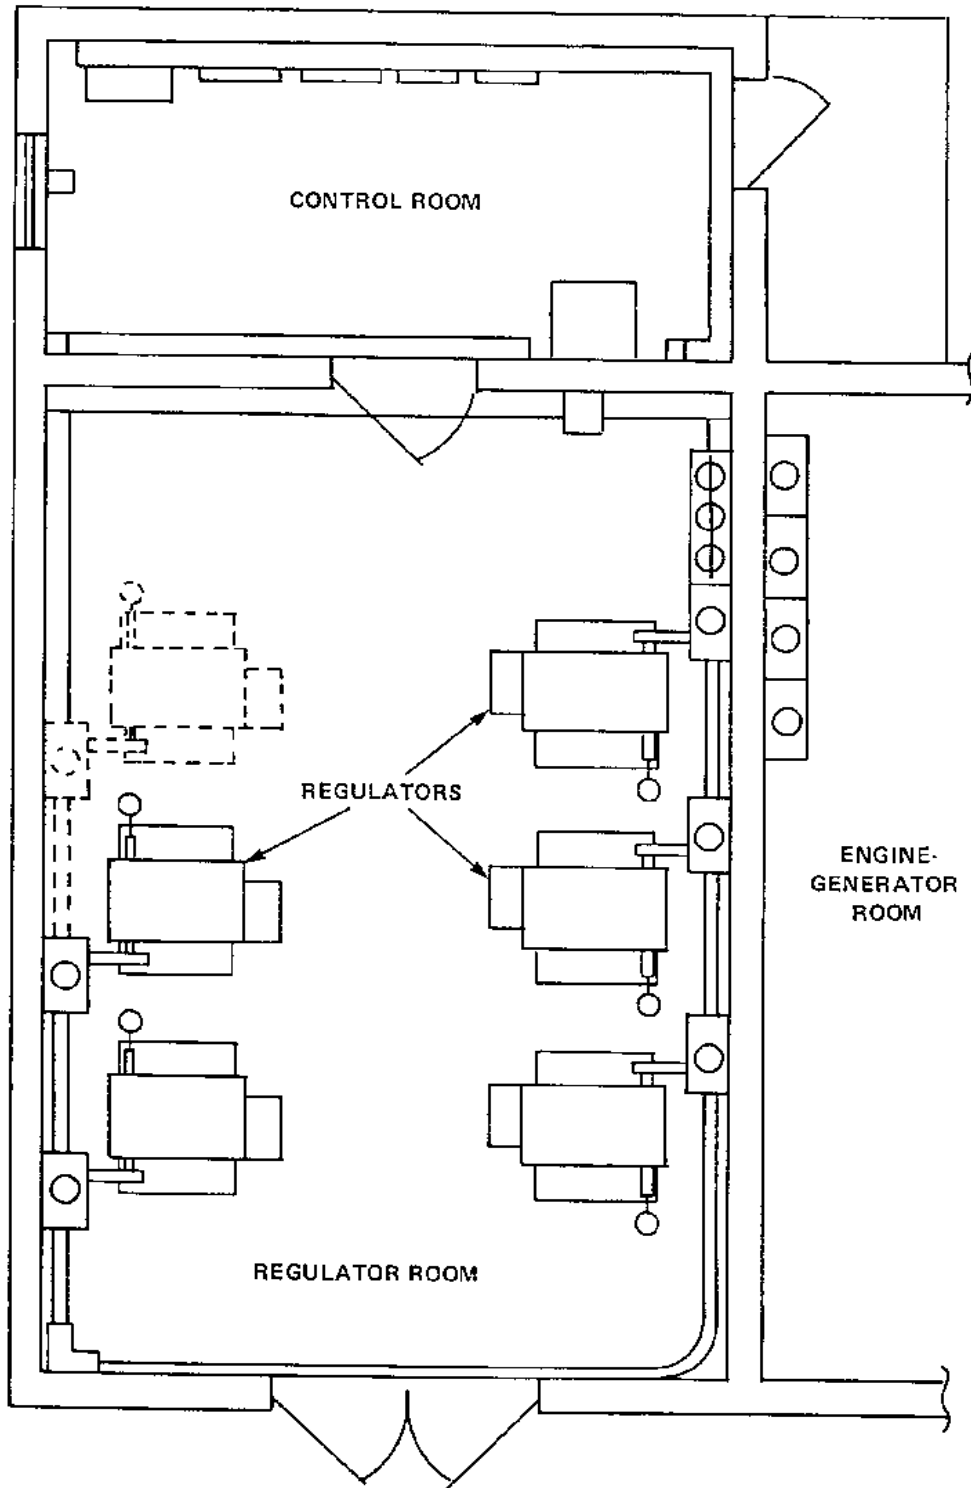 CONTROL ROOM
REGULATORS
ENGINE-
GENERATOR
ROOM
REGULATOR ROOM